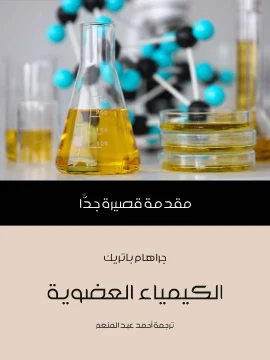 مقدمة قصيرة جدًّا
جراهام باتريك
الكيمياء العضوية
ترجمة أحمد عبد المنعم